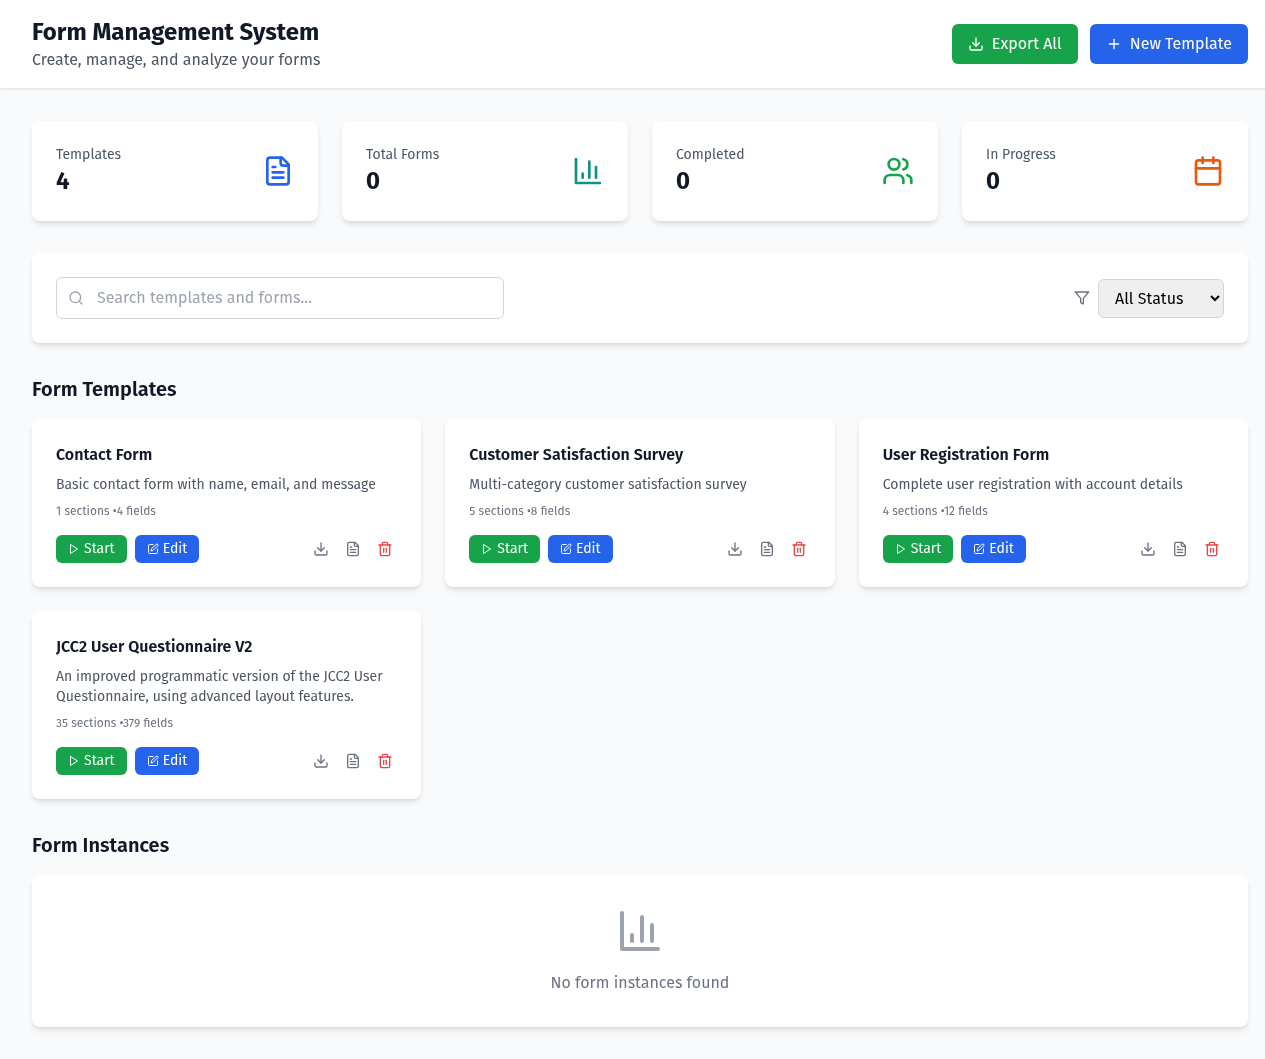 Form Management System
Create, manage, and analyze your forms
Export All
New Template
Templates
4
Total Forms
0
Completed
0
In Progress
0
Search templates and forms...
All Status
Form Templates
Contact Form
Basic contact form with name, email, and message
1 sections •4 fields
Start
Edit
Customer Satisfaction Survey
Multi-category customer satisfaction survey
5 sections •8 fields
Start
Edit
User Registration Form
Complete user registration with account details
4 sections •12 fields
Start
Edit
JCC2 User Questionnaire V2
An improved programmatic version of the JCC2 User
Questionnaire, using advanced layout features.
35 sections •379 fields
Start
Edit
Form Instances
No form instances found